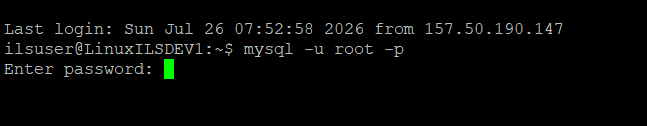 Last login: Sun Jul 26 07:52:58 2026 from 157.50.190.147
ilsuser@LinuxILSDEV1:~$ mysql -u root -p
Enter password: